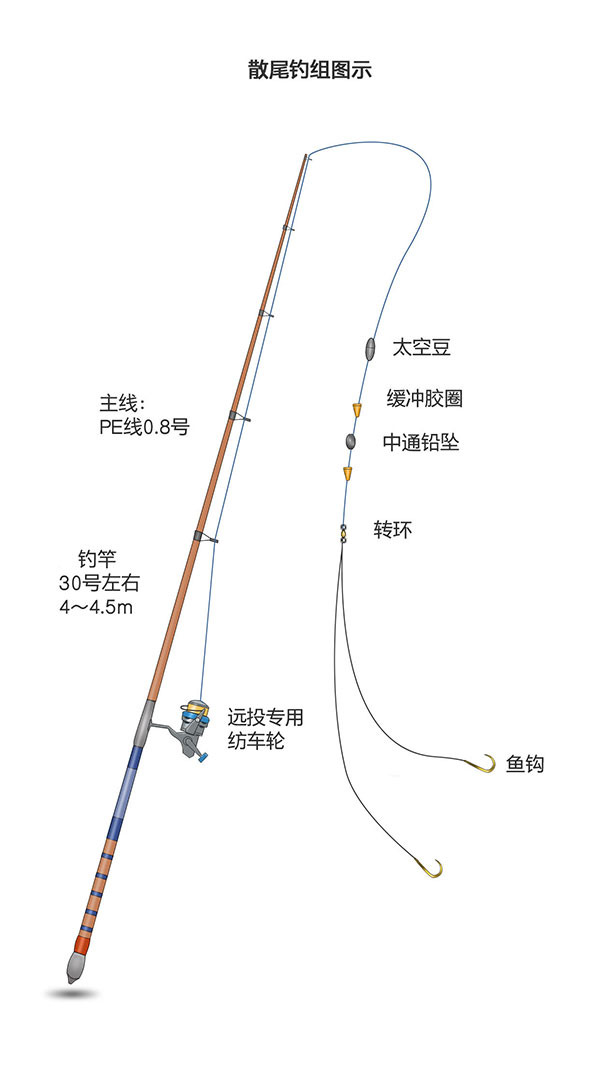 散尾钓组图示
太空豆
缓冲胶圈
主线：
PE线0.8号
中通铅坠
转环
钓竿
30号左右
4～4.5m
远投专用
纺车轮
鱼钩